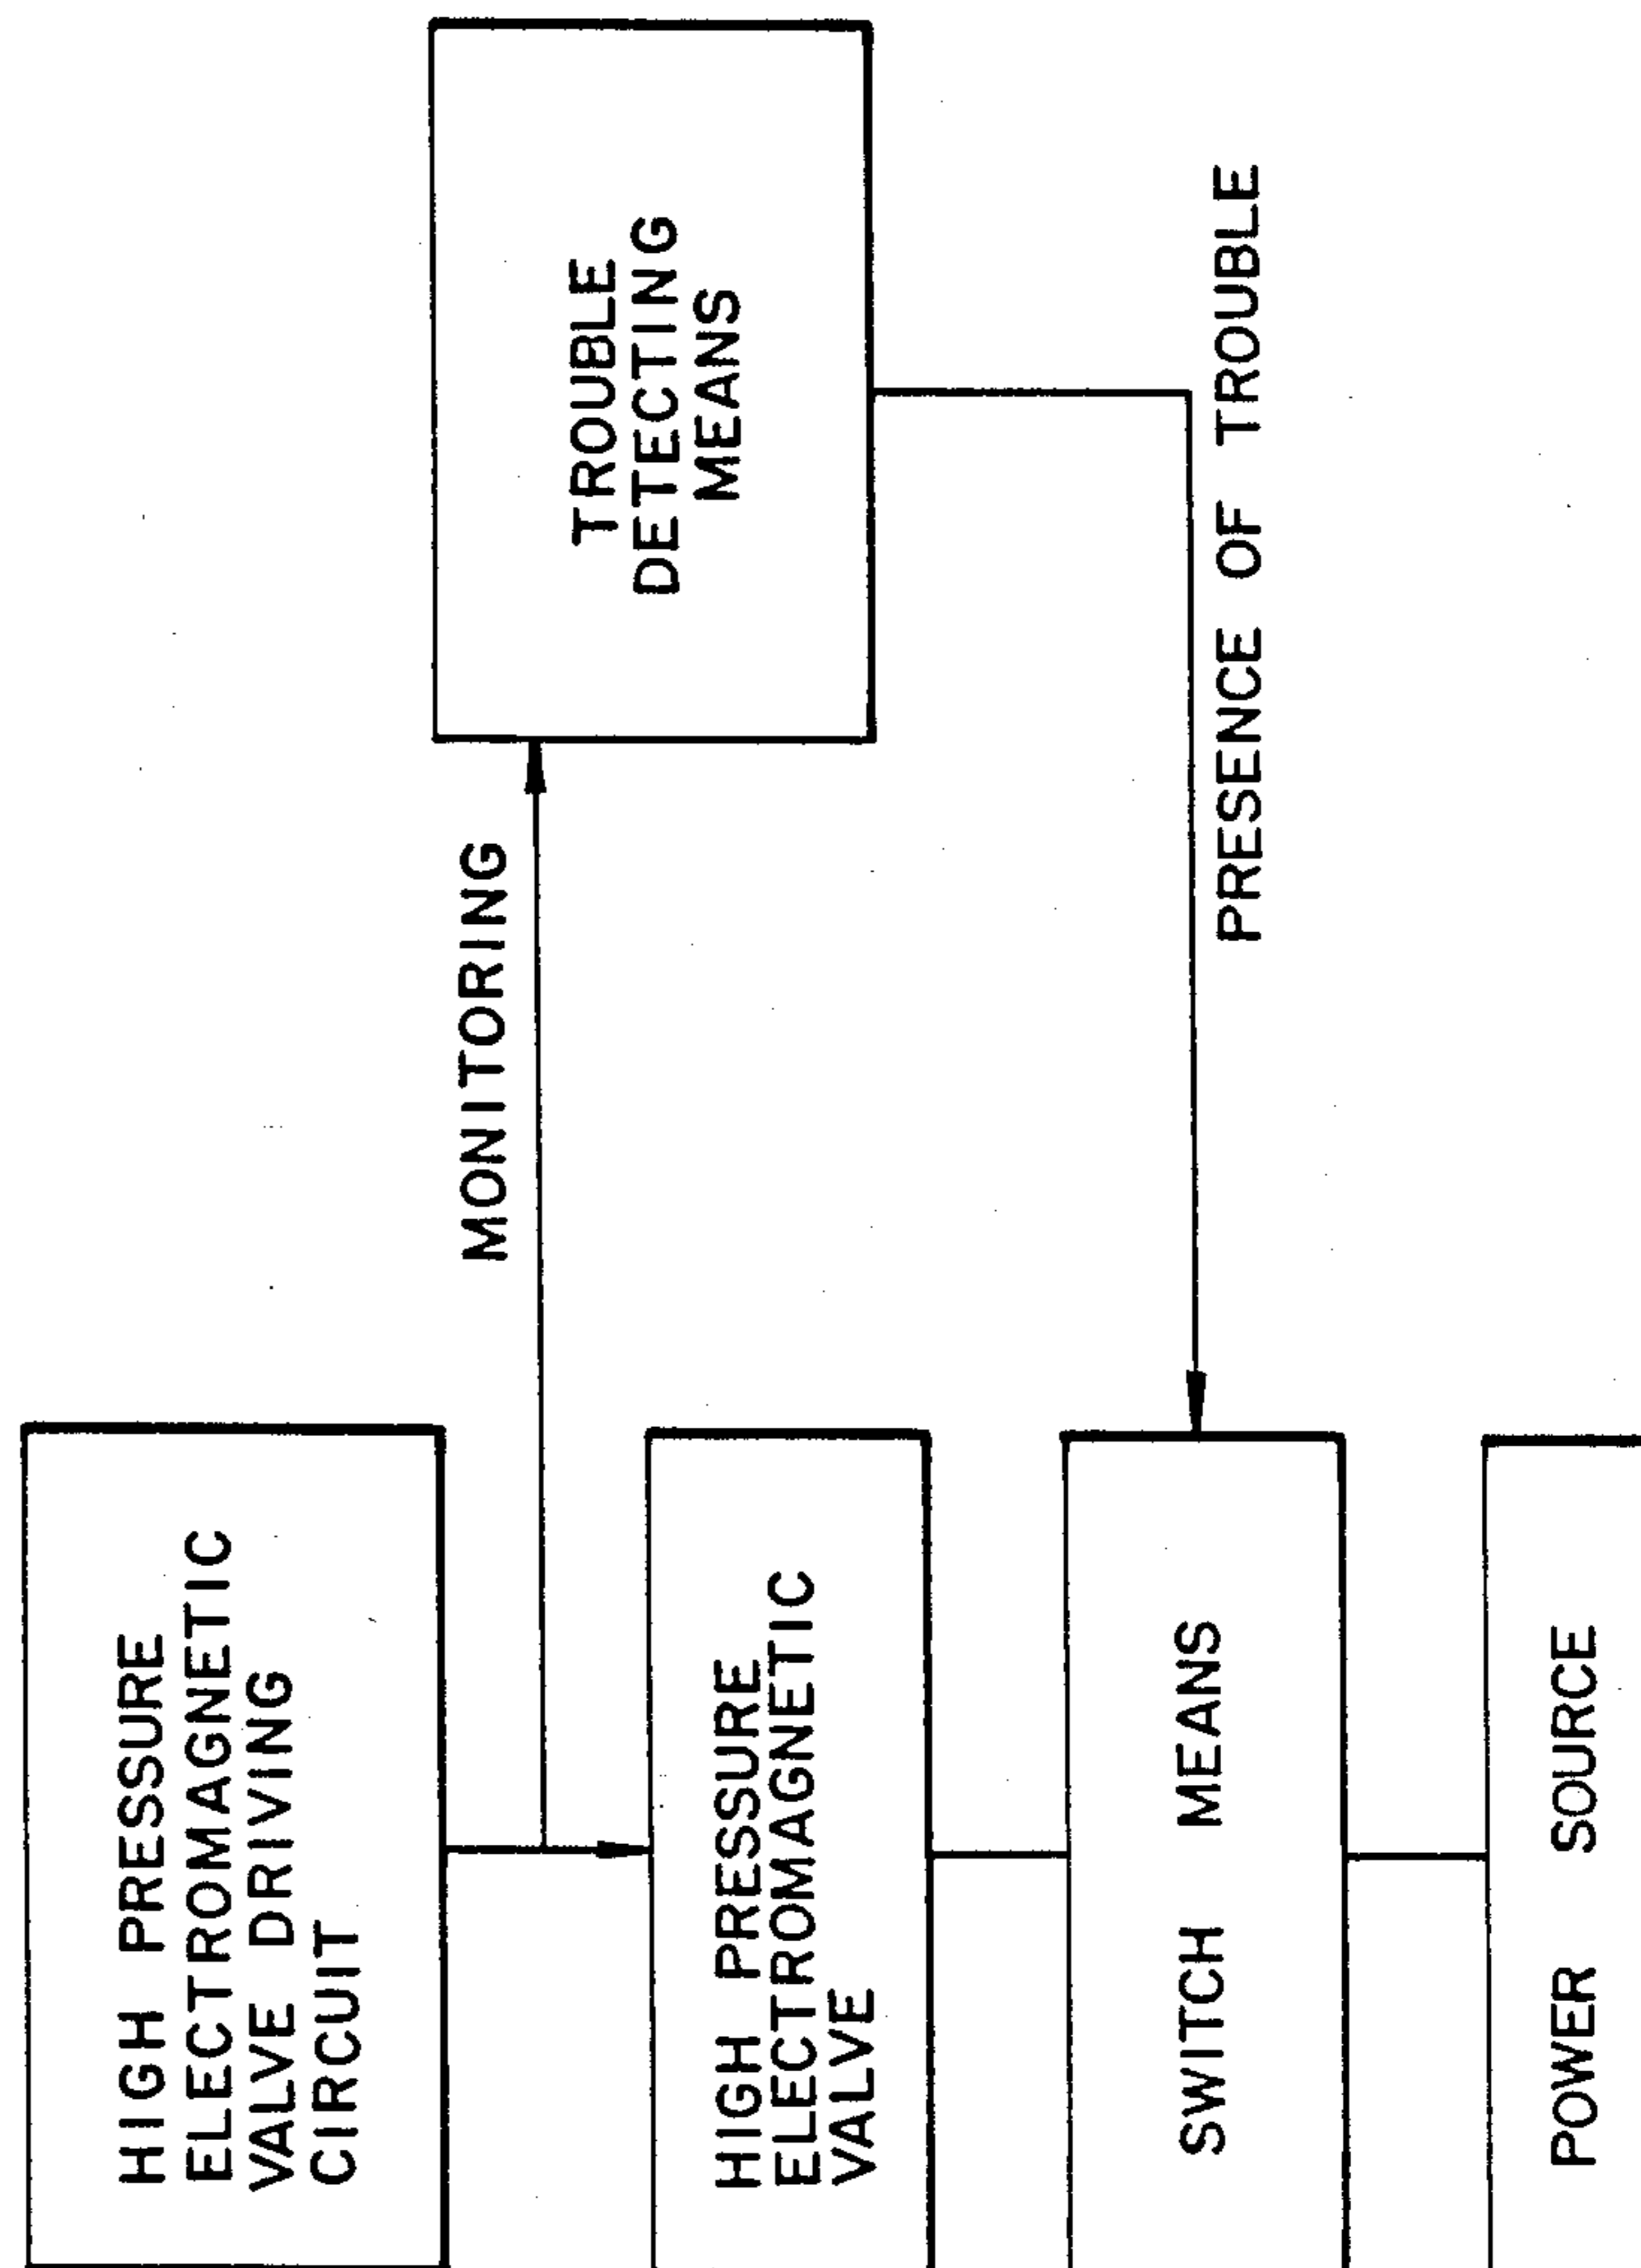 HIGH PRESSURE
ELECTROMAGNETIC
VALVE DRIVING
CIRCUIT
MONITORING
TROUBLE
DETECTING
MEANS
HIGH PRESSURE
ELECTROMAGNETIC
VALVE
SWITCH MEANS
PRESENCE OF TROUBLE
POWER SOURCE